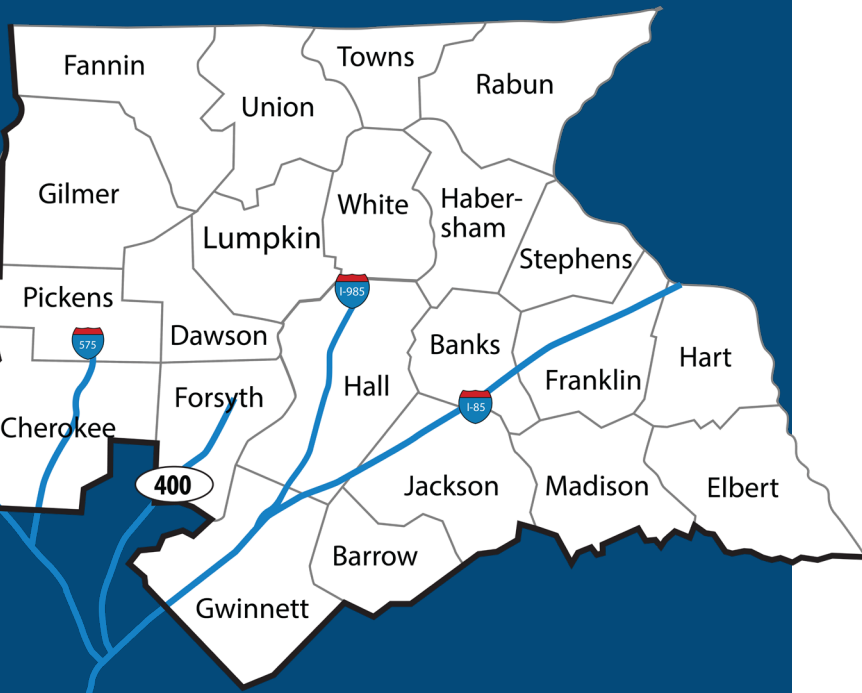 Fannin
Towns
Rabun
Union
Gilmer
White
Haber-
sham
Lumpkin
Stephens
Pickens
I-985
575
Dawson
Banks
Hart
Franklin
Hall
Forsyth
I-85
Cherokee
400
Jackson
Madison
Elbert
Barrow
Gwinnett